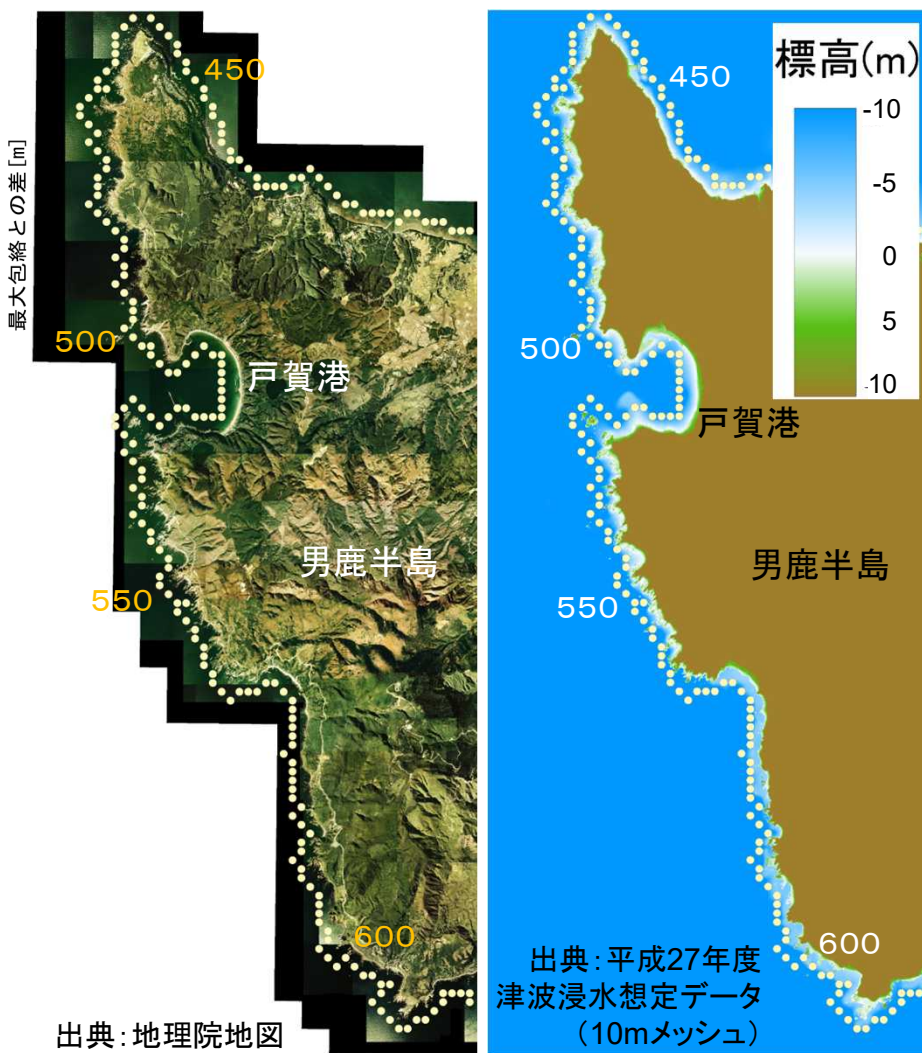 450
最大包絡との差[m]
500
戸賀港
男鹿半島
550
600
出典：地理院地図
標高(m)
-10
-5
0
5
-10
450
500
戸賀港
男鹿半島
550
600
出典：平成27年度
津波浸水想定データ
（10mメッシュ）